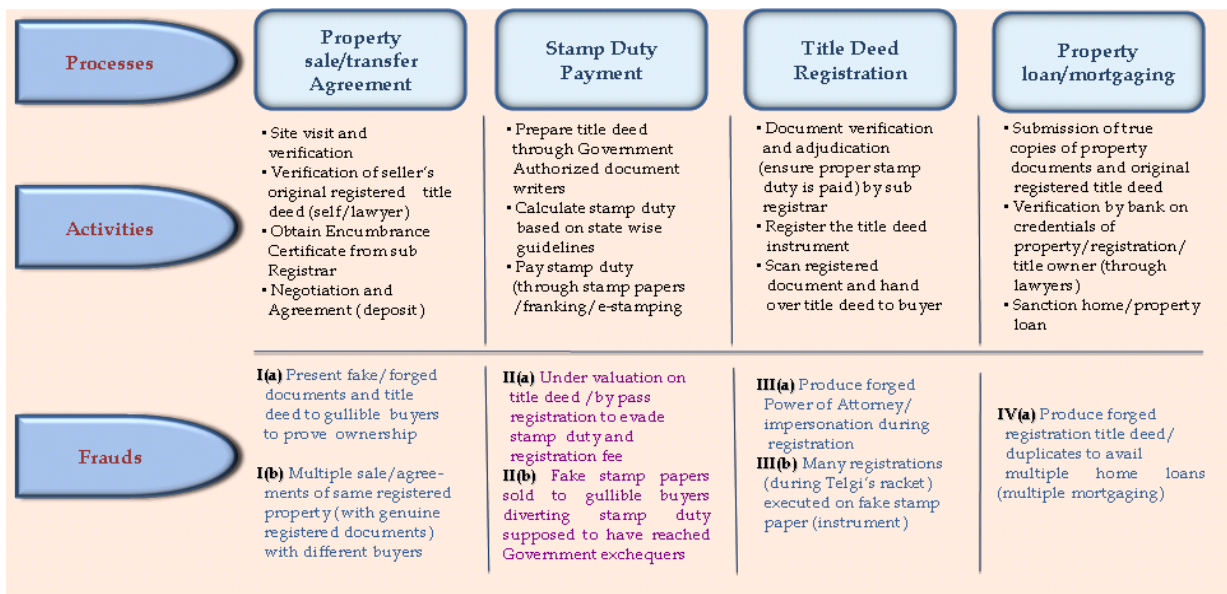 Processes
Property
sale/transfer
Agreement
Stamp Duty
Payment
Title Deed
Registration
Property
loan/mortgaging
Activities
▪ Site visit and
verification
▪ Verification of seller's
original registered title
deed (self/lawyer)
▪ Obtain Encumbrance
Certificate from sub
Registrar
▪ Negotiation and
Agreement (deposit)
▪ Prepare title deed
through Government
Authorized document
writers
▪ Calculate stamp duty
based on state wise
guidelines
▪ Pay stamp duty
(through stamp papers
/franking/e-stamping
▪ Document verification
and adjudication
(ensure proper stamp
duty is paid) by sub
registrar
▪ Register the title deed
instrument
▪ Scan registered
document and hand
over title deed to buyer
▪ Submission of true
copies of property
documents and original
registered title deed
▪ Verification by bank on
credentials of
property/registration/
title owner (through
lawyers)
▪ Sanction home/property
loan
Frauds
I(a) Present fake/forged
documents and title
deed to gullible buyers
to prove ownership
I(b) Multiple sale/agree-
ments of same registered
property (with genuine
registered documents)
with different buyers
II(a) Under valuation on
title deed /by pass
registration to evade
stamp duty and
registration fee
II(b) Fake stamp papers
sold to gullible buyers
diverting stamp duty
supposed to have reached
Government exchequers
III(a) Produce forged
Power of Attorney/
impersonation during
registration
III(b) Many registrations
(during Telgi's racket)
executed on fake stamp
paper (instrument)
IV(a) Produce forged
registration title deed/
duplicates to avail
multiple home loans
(multiple mortgaging)